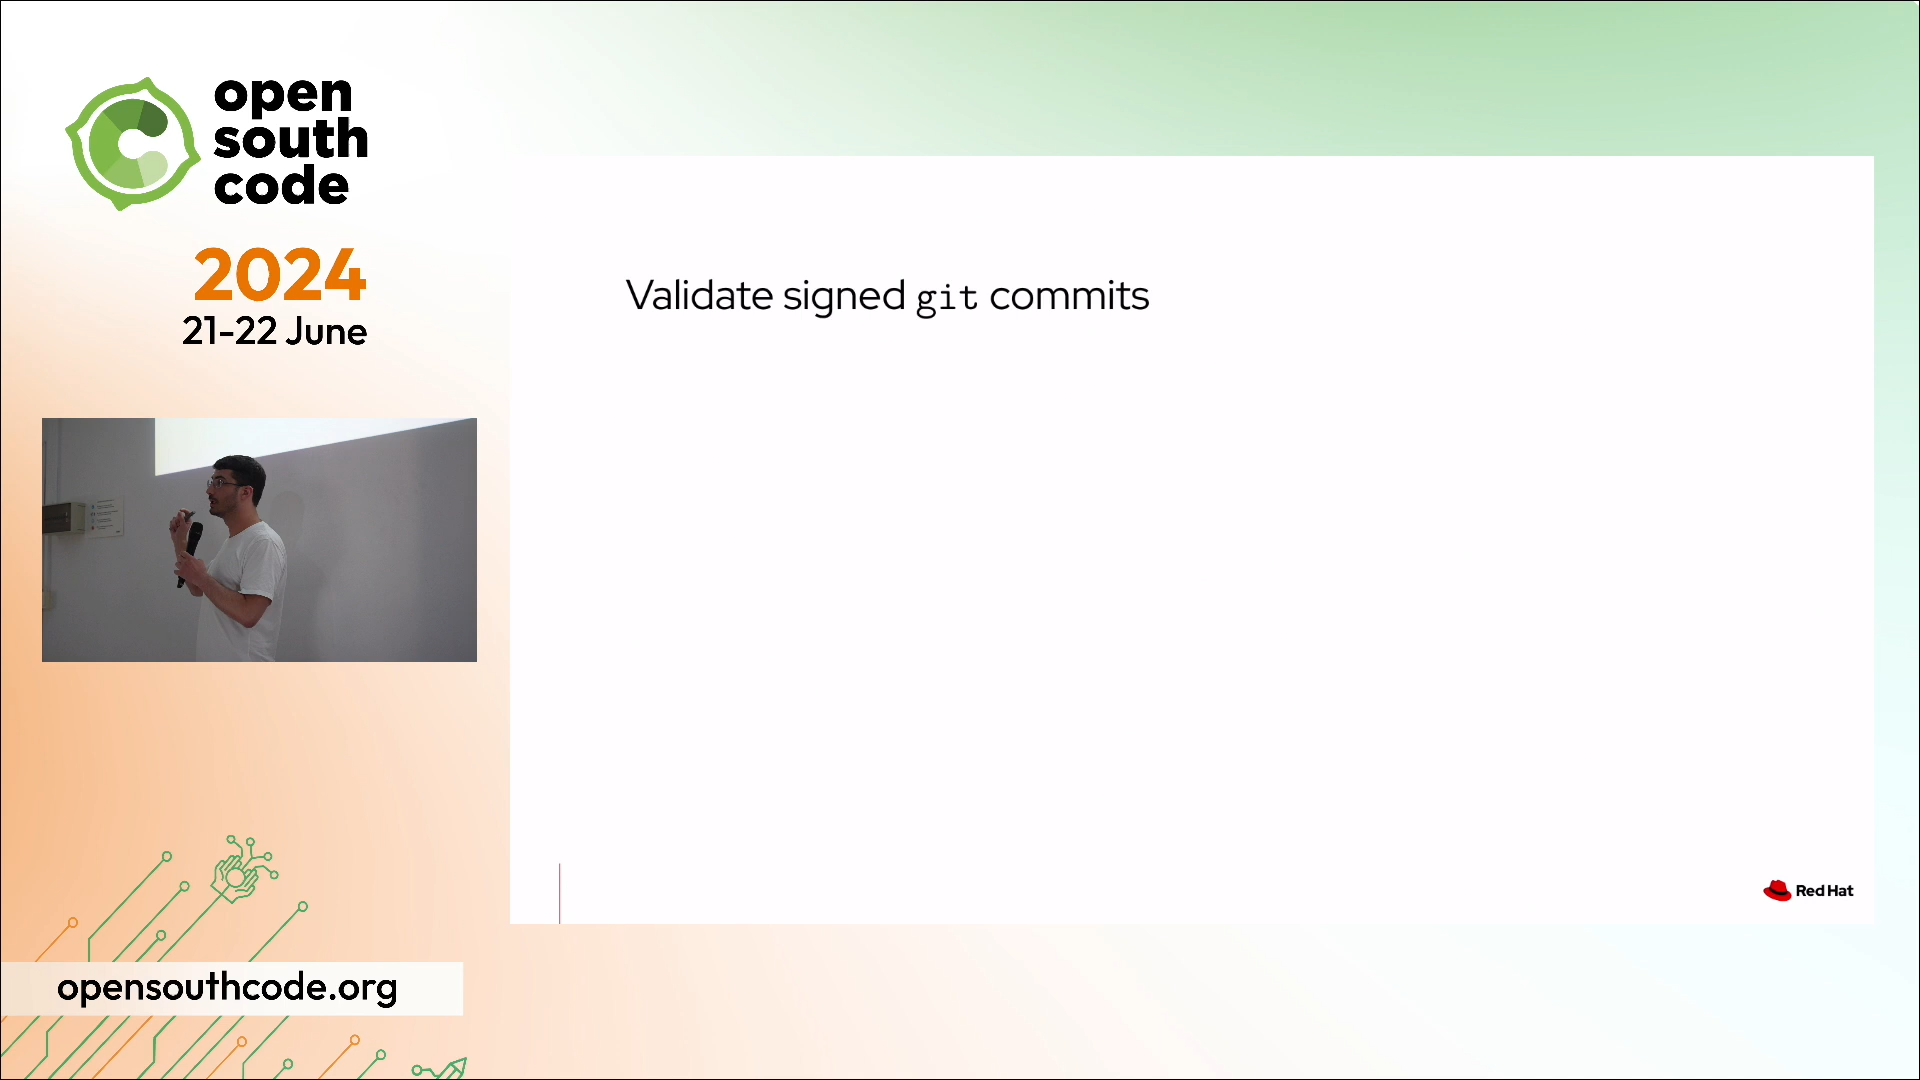 open
south
code
2024
21-22 June
Validate signed git commits
Red Hat
opensouthcode.org